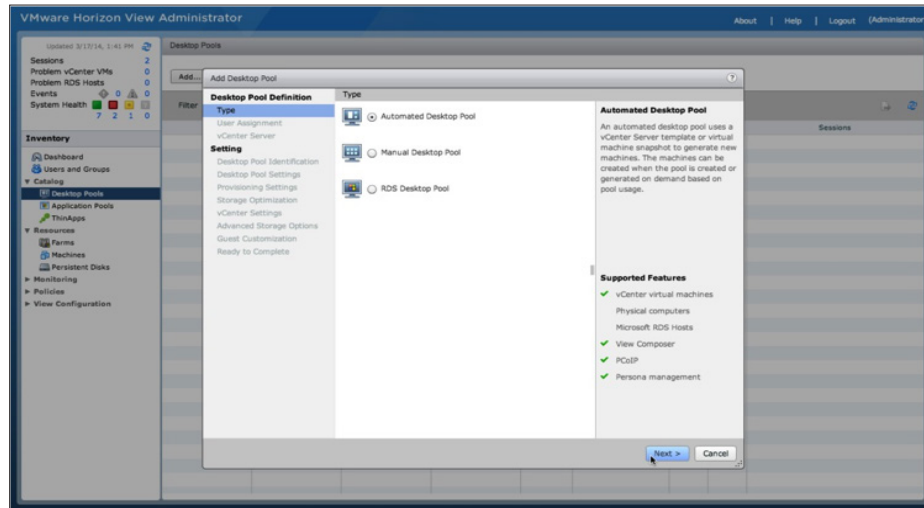 VMware Horizon View Administrator
About | Help | Logout (Administrator
Updated 3/17/14, 1:41 PM
Sessions 2
Problem vCenter VMs 0
Problem RDS Hosts 0
Events 0 0
System Health
7 2 1 0
Inventory
Dashboard
Users and Groups
Catalog
Desktop Pools
Application Pools
ThinApps
Resources
Farms
Machines
Persistent Disks
Monitoring
Policies
View Configuration
Desktop Pools
Add...
Filter
Sessions
Add Desktop Pool
?
Desktop Pool Definition
Type
User Assignment
vCenter Server
Setting
Desktop Pool Identification
Desktop Pool Settings
Provisioning Settings
Storage Optimization
vCenter Settings
Advanced Storage Options
Guest Customization
Ready to Complete
Type
Automated Desktop Pool
Manual Desktop Pool
RDS Desktop Pool
Automated Desktop Pool
An automated desktop pool uses a
vCenter Server template or virtual
machine snapshot to generate new
machines. The machines can be
created when the pool is created or
generated on demand based on
pool usage.
Supported Features
vCenter virtual machines
Physical computers
Microsoft RDS Hosts
View Composer
PCoIP
Persona management
Next >
Cancel